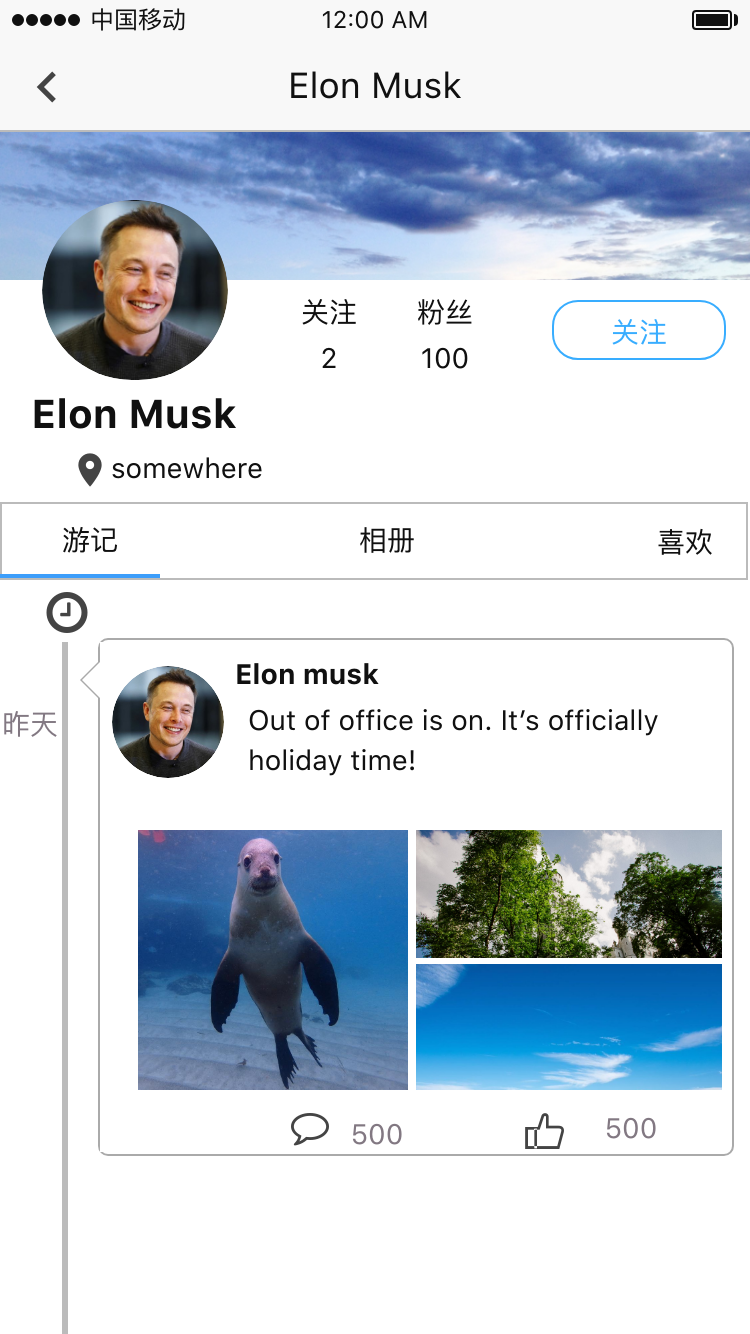 中国移动 12:00 AM
Elon Musk
关注 粉丝 关注
2 100
Elon Musk
somewhere
游记 相册 喜欢
昨天
Elon musk
Out of office is on. It’s officially
holiday time!
500 500